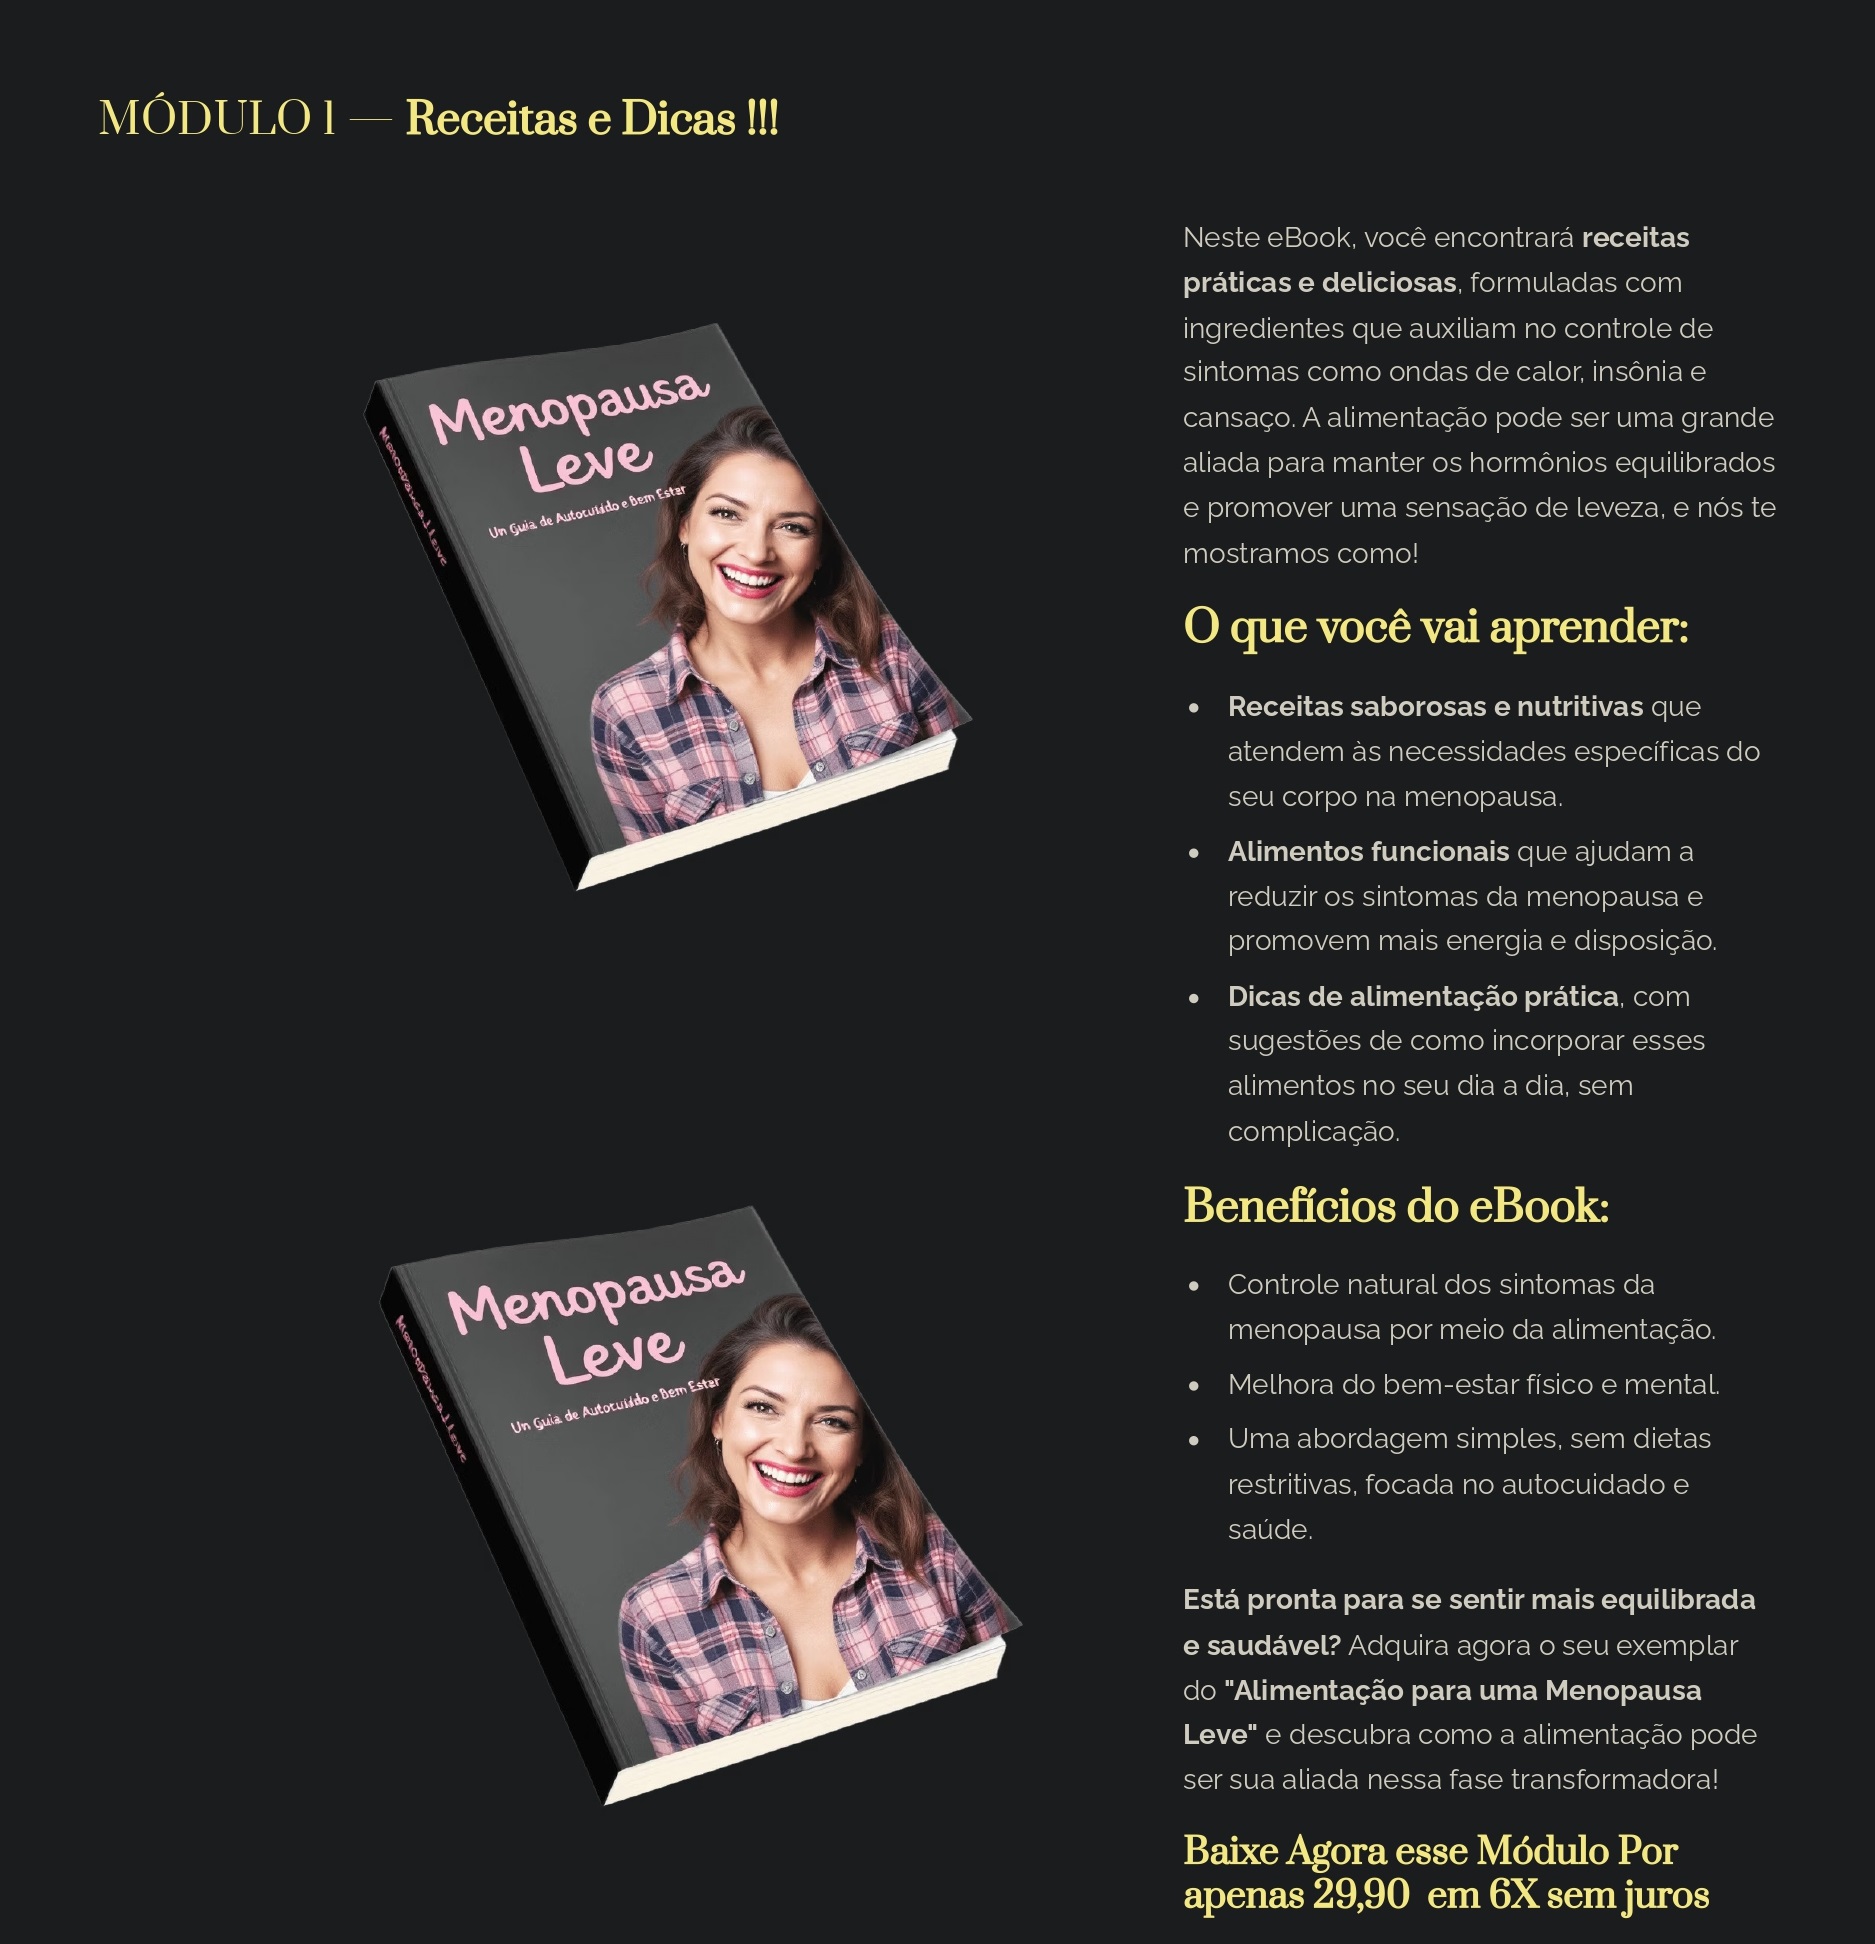 MÓDULO 1 — Receitas e Dicas !!!
Menopausa
Leve
Un Guia de Autocuidado e Bem Estar
Menopausa
Leve
Un Guia de Autocuidado e Bem Estar
Neste eBook, você encontrará receitas
práticas e deliciosas, formuladas com
ingredientes que auxiliam no controle de
sintomas como ondas de calor, insônia e
cansaço. A alimentação pode ser uma grande
aliada para manter os hormônios equilibrados
e promover uma sensação de leveza, e nós te
mostramos como!
O que você vai aprender:
• Receitas saborosas e nutritivas que
atendem às necessidades específicas do
seu corpo na menopausa.
• Alimentos funcionais que ajudam a
reduzir os sintomas da menopausa e
promovem mais energia e disposição.
• Dicas de alimentação prática, com
sugestões de como incorporar esses
alimentos no seu dia a dia, sem
complicação.
Benefícios do eBook:
• Controle natural dos sintomas da
menopausa por meio da alimentação.
• Melhora do bem-estar físico e mental.
• Uma abordagem simples, sem dietas
restritivas, focada no autocuidado e
saúde.
Está pronta para se sentir mais equilibrada
e saudável? Adquira agora o seu exemplar
do "Alimentação para uma Menopausa
Leve" e descubra como a alimentação pode
ser sua aliada nessa fase transformadora!
Baixe Agora esse Módulo Por
apenas 29,90 em 6X sem juros